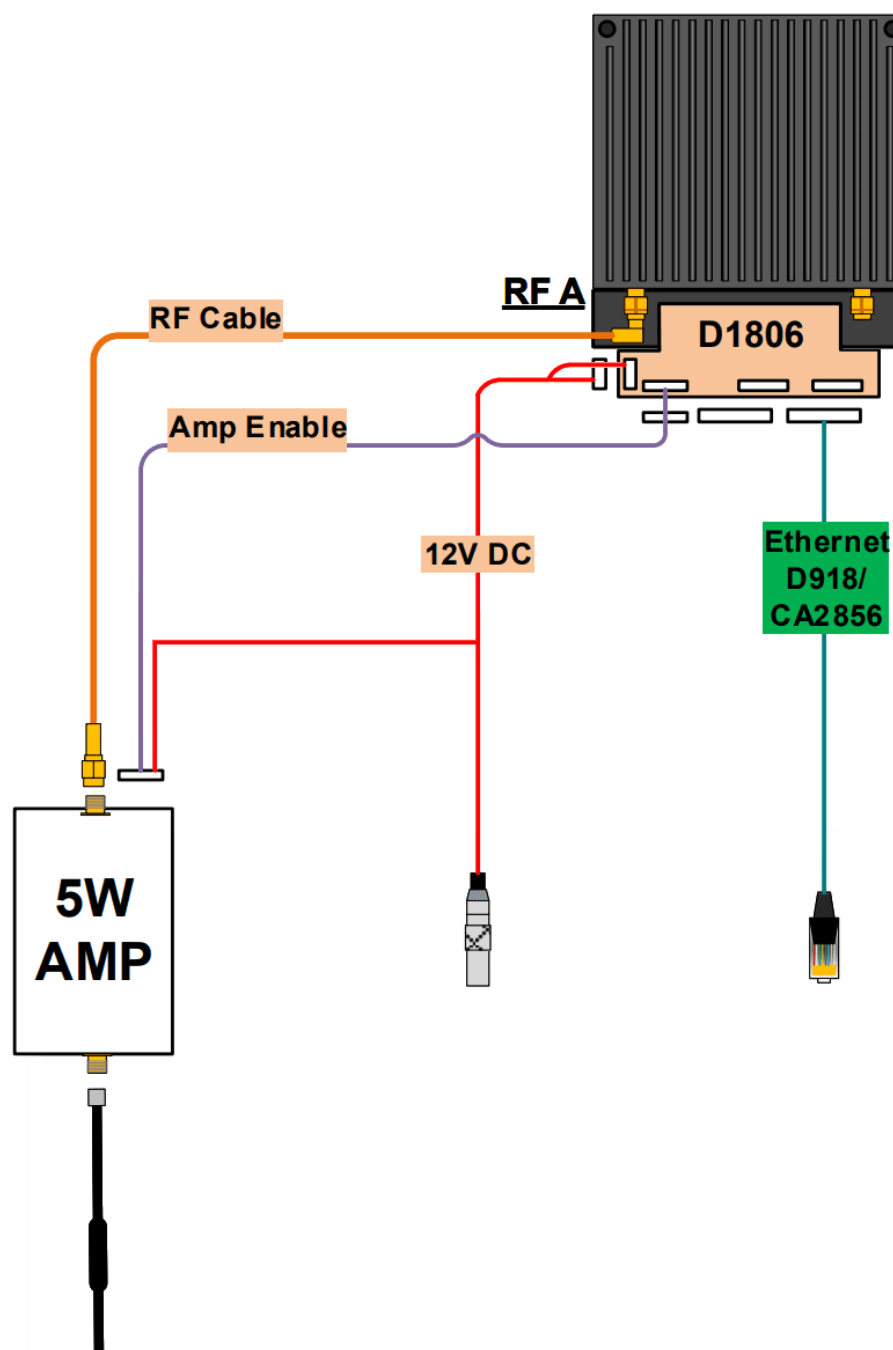 RF A
RF Cable
D1806
Amp Enable
12V DC
Ethernet
D918/
CA2856
5W
AMP